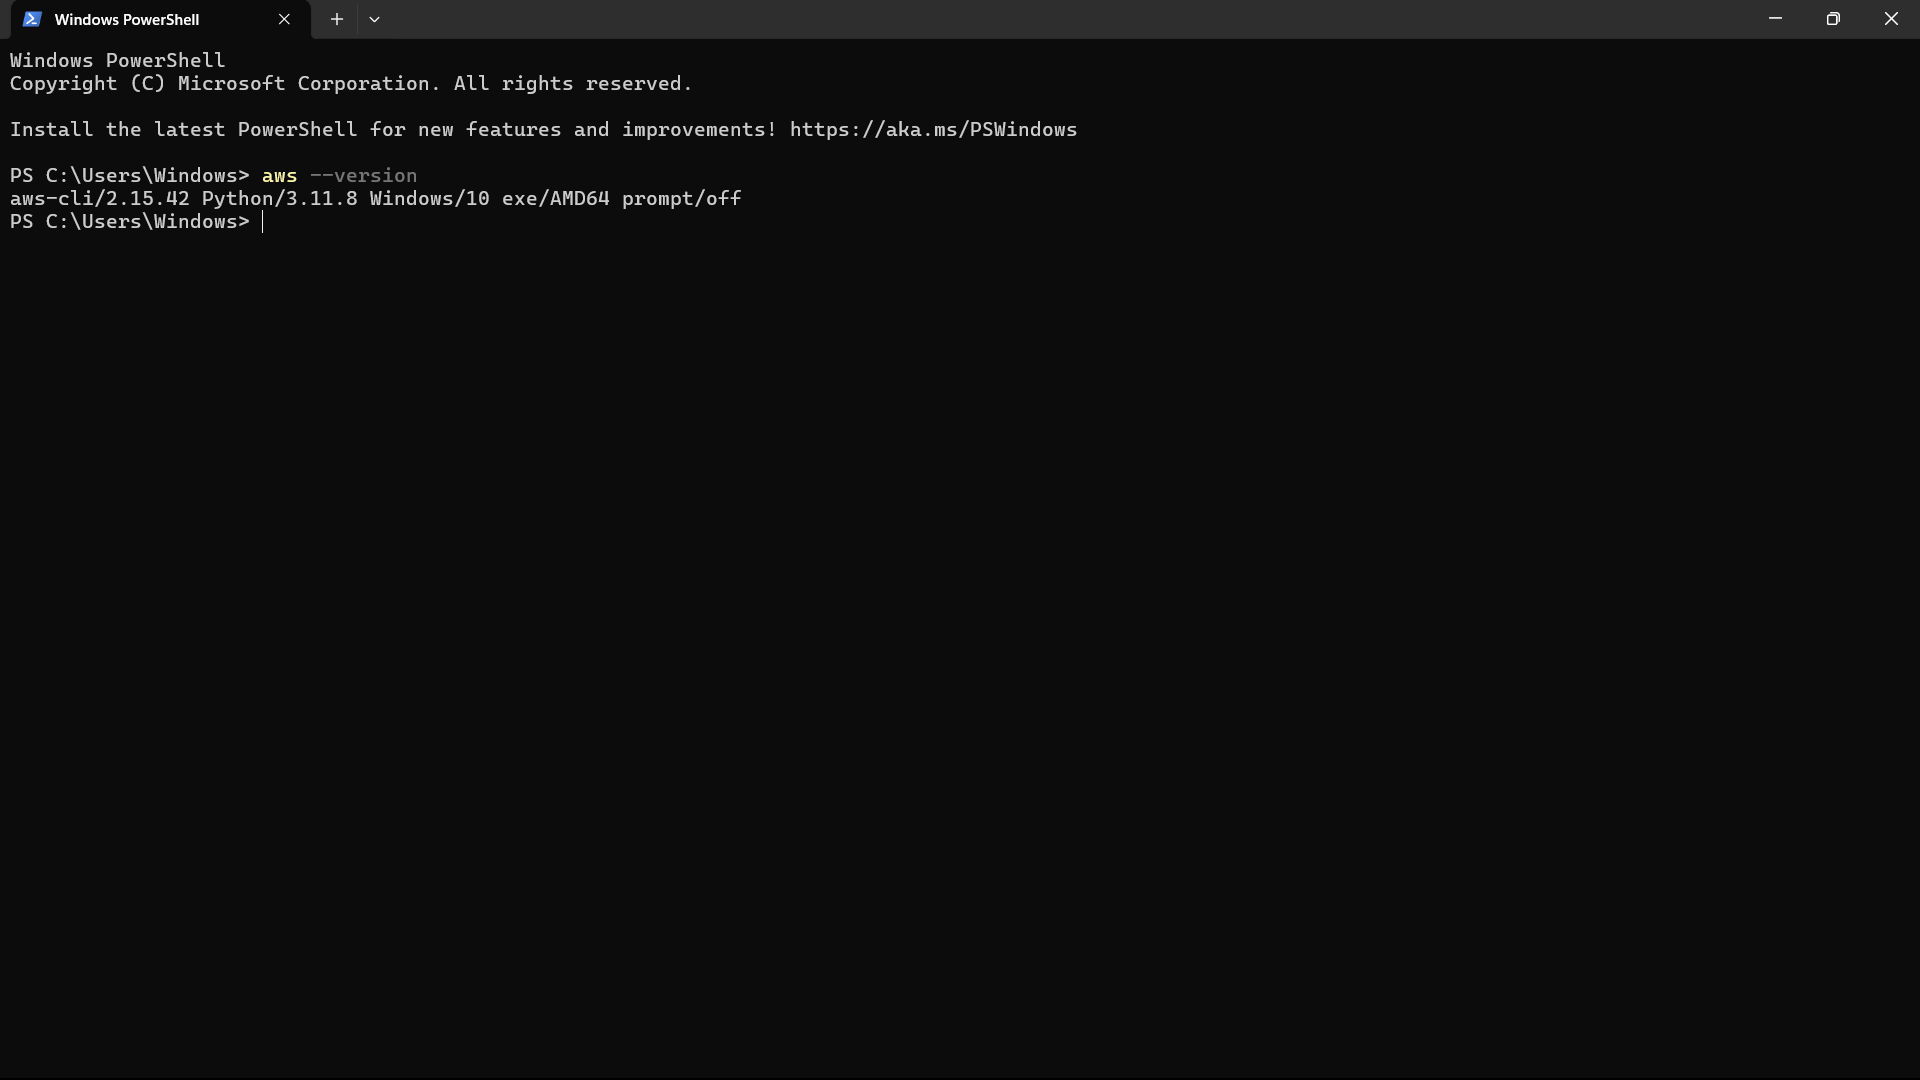 Windows PowerShell
Windows PowerShell
Copyright (C) Microsoft Corporation. All rights reserved.
Install the latest PowerShell for new features and improvements! https://aka.ms/PSWindows
PS C:\Users\Windows> aws --version
aws-cli/2.15.42 Python/3.11.8 Windows/10 exe/AMD64 prompt/off
PS C:\Users\Windows>